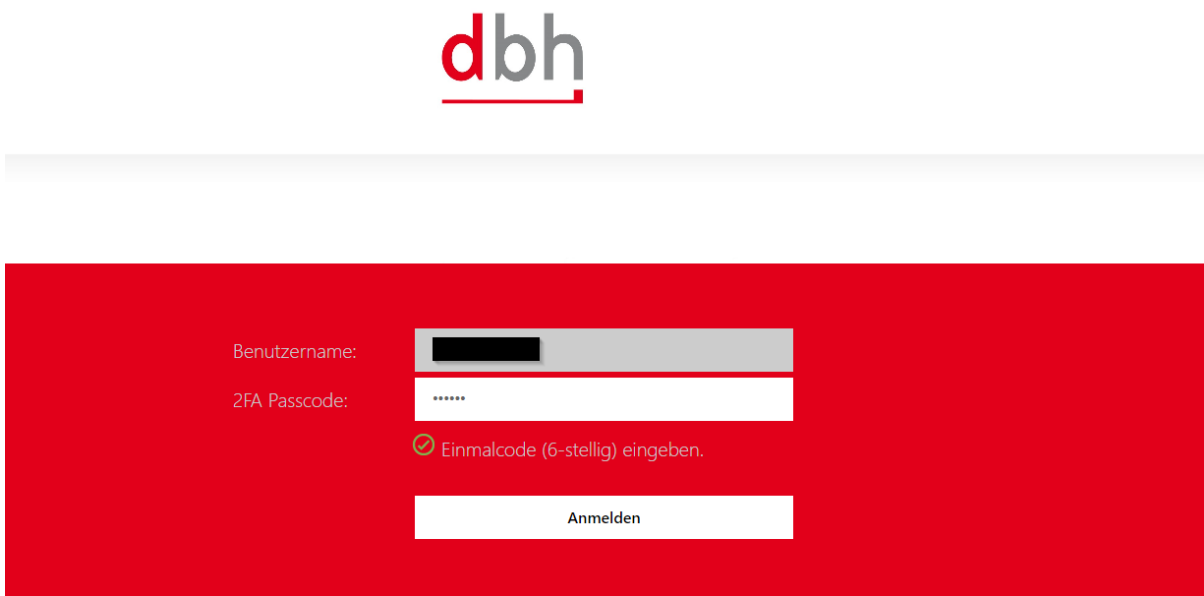 dbh
Benutzername:
2FA Passcode: ••••••
Einmalcode (6-stellig) eingeben.
Anmelden